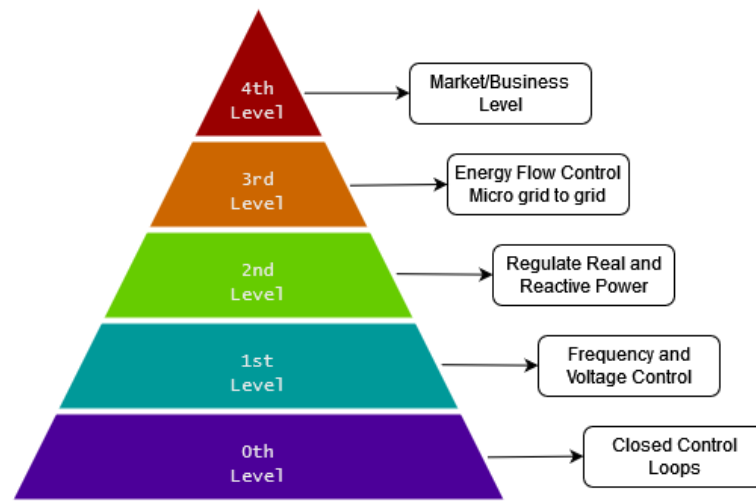 4th
Level
Market/Business
Level
3rd
Level
Energy Flow Control
Micro grid to grid
2nd
Level
Regulate Real and
Reactive Power
1st
Level
Frequency and
Voltage Control
0th
Level
Closed Control
Loops